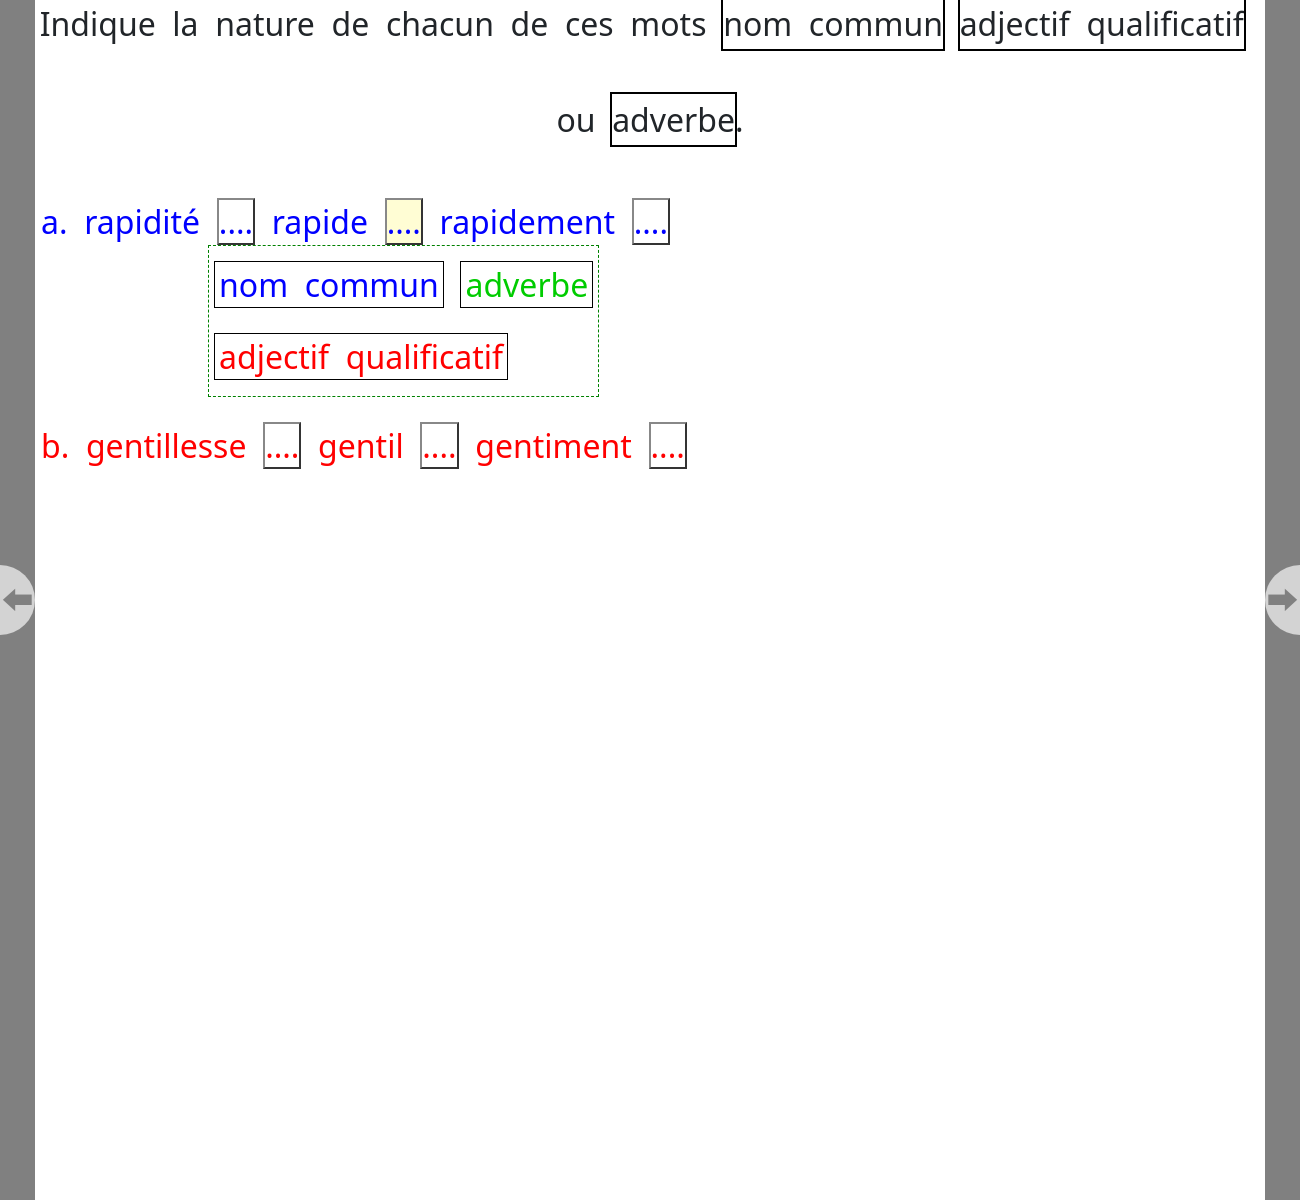 Indique la nature de chacun de ces mots nom commun adjectif qualificatif
ou adverbe.
a. rapidité .... rapide .... rapidement ....
nom commun adverbe
adjectif qualificatif
b. gentillesse .... gentil .... gentiment ....